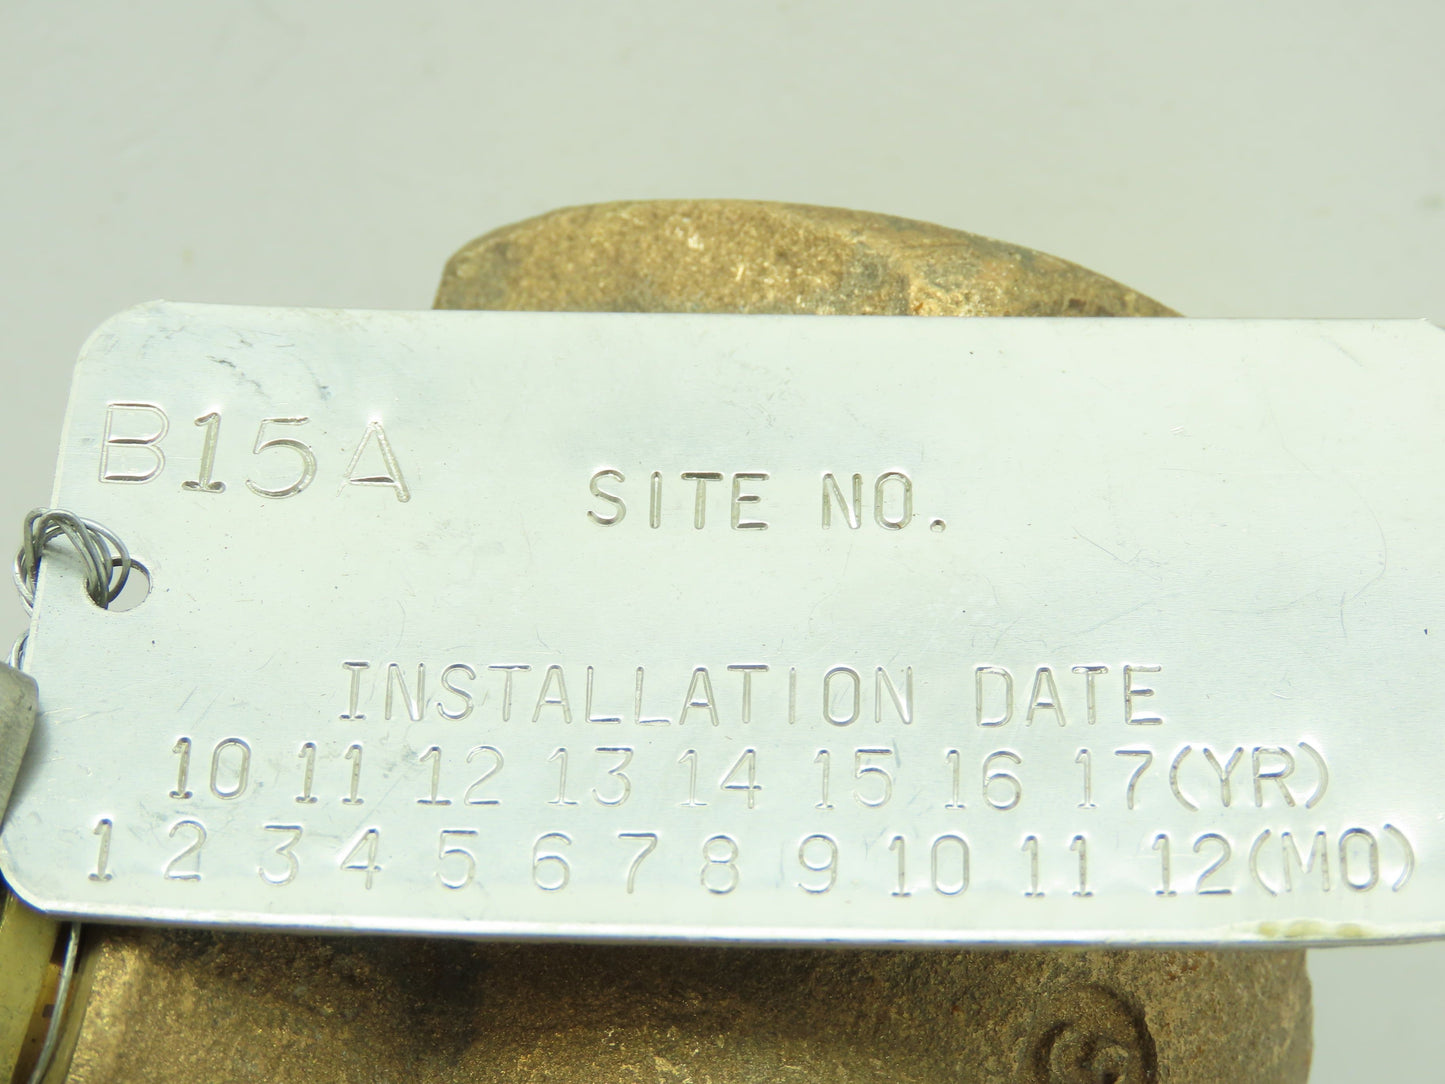 B15A
SITE NO.
INSTALLATION DATE
10 11 12 13 14 15 16 17(YR)
1 2 3 4 5 6 7 8 9 10 11 12(MO)